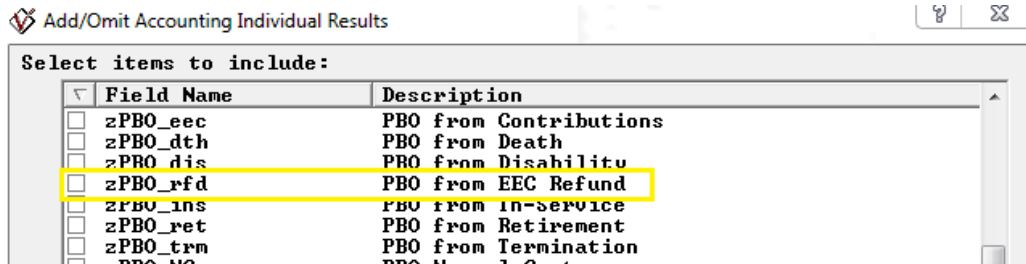 Add/Omit Accounting Individual Results
Select items to include:
Field Name Description
zPBO_eec PBO from Contributions
zPBO_dth PBO from Death
zPBO_dis PBO from Disability
zPBO_rfd PBO from EEC Refund
zPBO_ins PBO from In-Service
zPBO_ret PBO from Retirement
zPBO_trm PBO from Termination